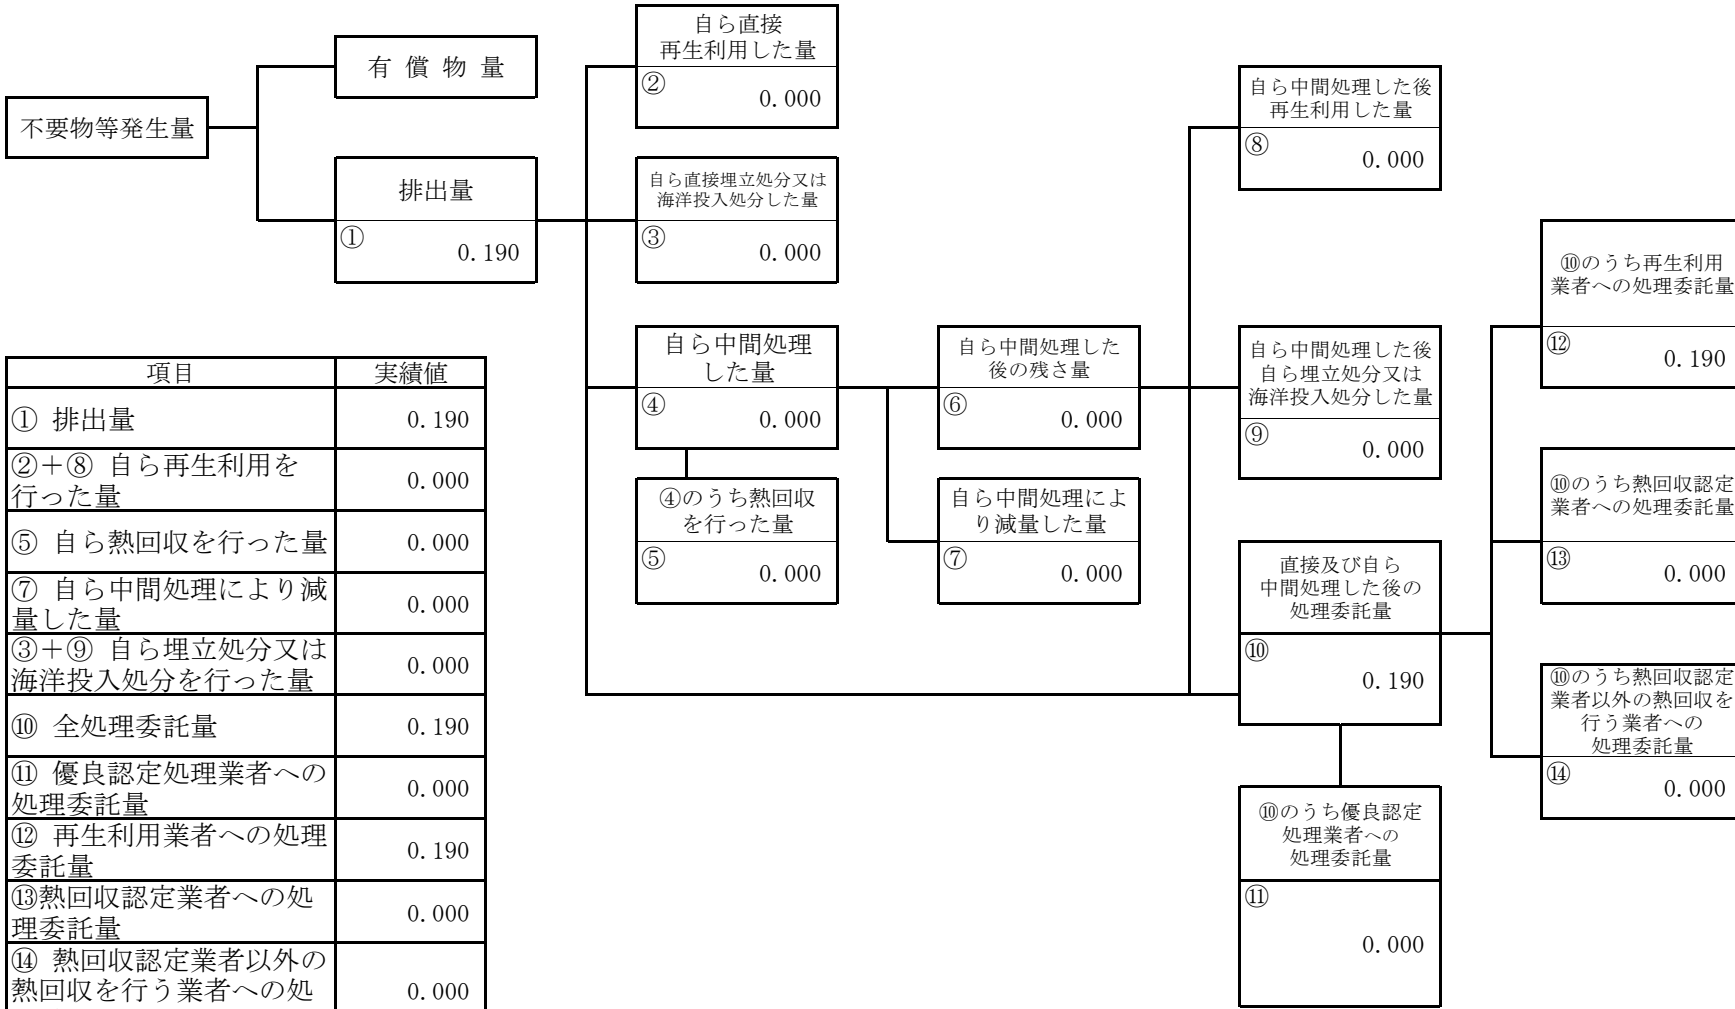 不要物等発生量
有 償 物 量
排出量
① 0.190
自ら直接
再生利用した量
② 0.000
自ら直接埋立処分又は
海洋投入処分した量
③ 0.000
自ら中間処理
した量
④ 0.000
④のうち熱回収
を行った量
⑤ 0.000
自ら中間処理した
後の残さ量
⑥ 0.000
自ら中間処理によ
り減量した量
⑦ 0.000
自ら中間処理した後
再生利用した量
⑧ 0.000
自ら中間処理した後
自ら埋立処分又は
海洋投入処分した量
⑨ 0.000
直接及び自ら
中間処理した後の
処理委託量
⑩ 0.190
⑩のうち優良認定
処理業者への
処理委託量
⑪ 0.000
⑩のうち再生利用
業者への処理委託量
⑫ 0.190
⑩のうち熱回収認定
業者への処理委託量
⑬ 0.000
⑩のうち熱回収認定
業者以外の熱回収を
行う業者への
処理委託量
⑭ 0.000
項目 実績値
① 排出量 0.190
②＋⑧ 自ら再生利用を
行った量 0.000
⑤ 自ら熱回収を行った量 0.000
⑦ 自ら中間処理により減
量した量 0.000
③＋⑨ 自ら埋立処分又は
海洋投入処分を行った量 0.000
⑩ 全処理委託量 0.190
⑪ 優良認定処理業者への
処理委託量 0.000
⑫ 再生利用業者への処理
委託量 0.190
⑬熱回収認定業者への処
理委託量 0.000
⑭ 熱回収認定業者以外の
熱回収を行う業者への処 0.000